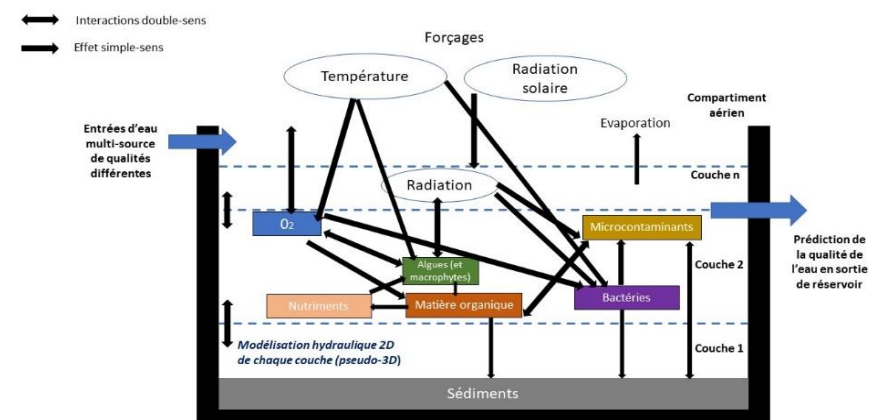 Interactions double-sens
Effet simple-sens
Forçages
Température
Radiation
solaire
Compartiment
aérien
Entrées d'eau
multi-source
de qualités
différentes
Evaporation
Couche n
Radiation
02
Microcontaminants
Prédiction de
la qualité de
l'eau en sortie
de réservoir
Algues (et
macrophytes)
Couche 2
Nutriments
Matière organique
Bactéries
Modélisation hydraulique 2D
de chaque couche (pseudo-3D)
Couche 1
Sédiments